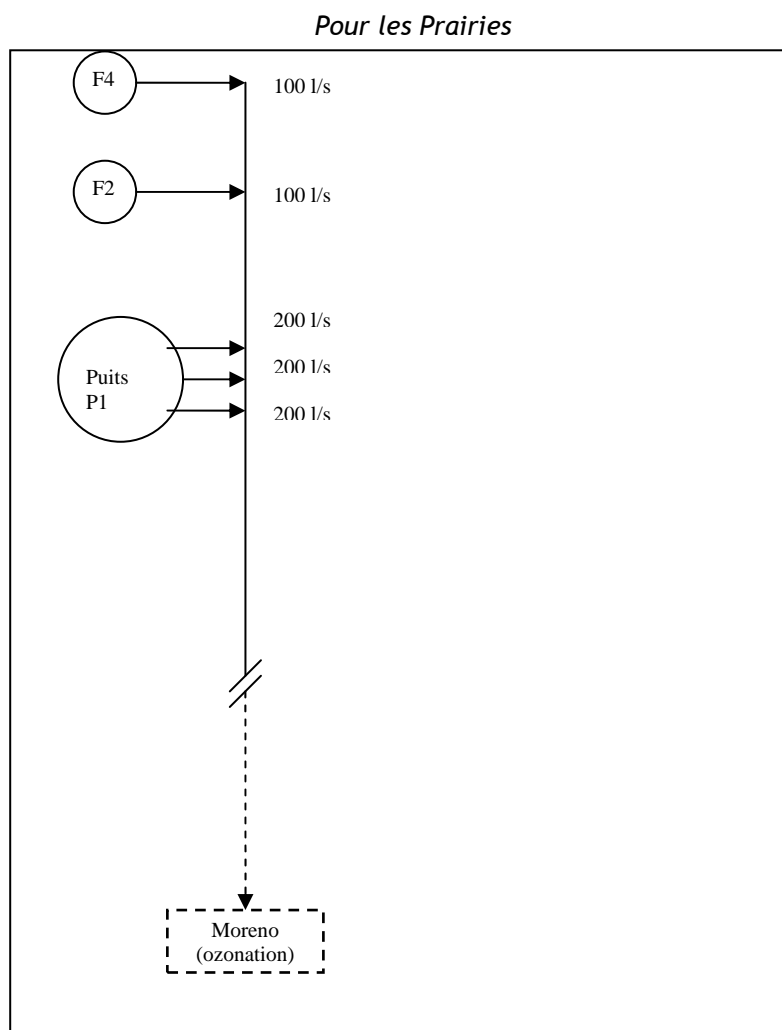 Pour les Prairies
F4
100 l/s
F2
100 l/s
200 l/s
Puits
P1
200 l/s
200 l/s
Moreno
(ozonation)